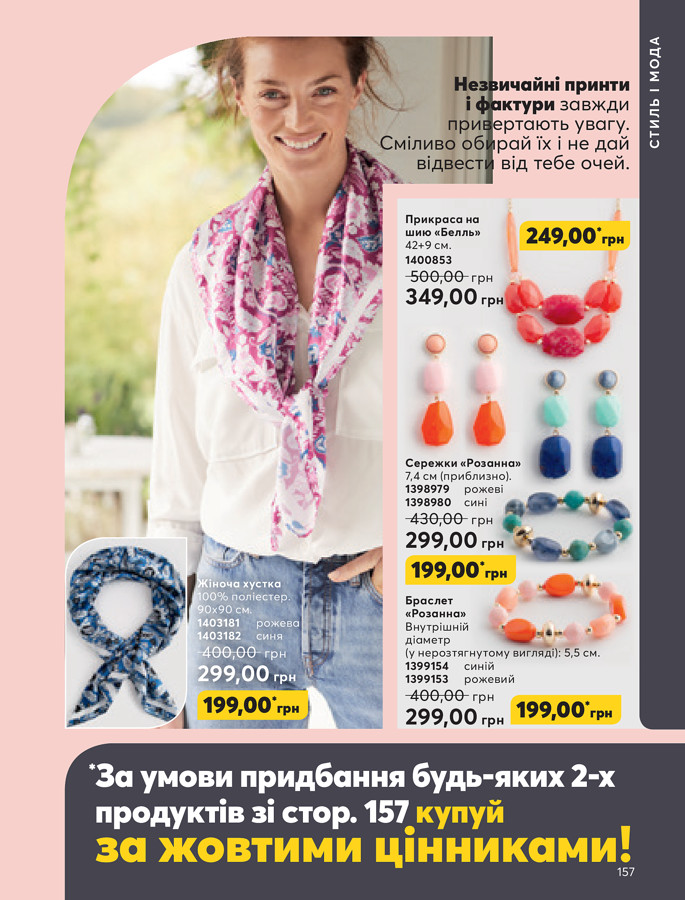 СТИЛЬ І МОДА
Незвичайні принти
і фактури завжди
привертають увагу.
Сміливо обирай їх і не дай
відвести від тебе очей.
Прикраса на
шию «Белль»
42+9 см.
1400853
500,00 грн
349,00 грн
249,00*грн
Сережки «Розанна»
7,4 см (приблизно).
1398979 рожеві
1398980 сині
430,00 грн
299,00 грн
199,00*грн
Браслет
«Розанна»
Внутрішній
діаметр
(у нерозтягнутому вигляді): 5,5 см.
1399154 синій
1399153 рожевий
400,00 грн
299,00 грн
199,00*грн
Жіноча хустка
100% поліестер.
90х90 см.
1403181 рожева
1403182 синя
400,00 грн
299,00 грн
199,00*грн
*За умови придбання будь-яких 2-х
продуктів зі стор. 157 купуй
за жовтими цінниками!
157